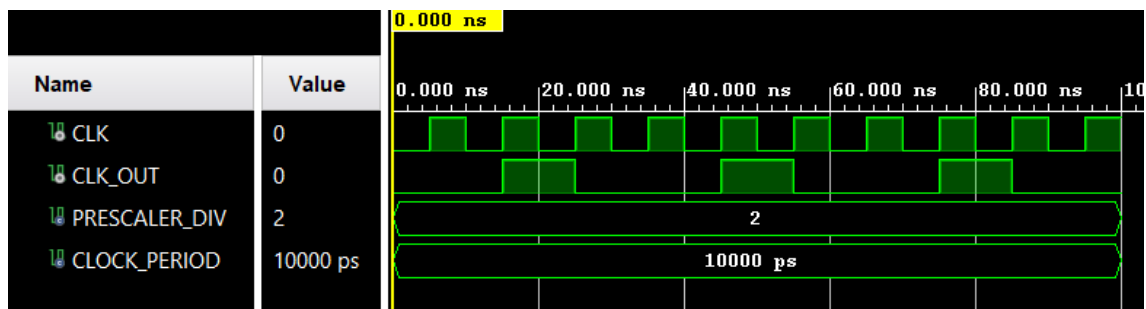 0.000 ns
Name Value
0.000 ns 20.000 ns 40.000 ns 60.000 ns 80.000 ns 10
CLK 0
CLK_OUT 0
PRESCALER_DIV 2 2
CLOCK_PERIOD 10000 ps 10000 ps